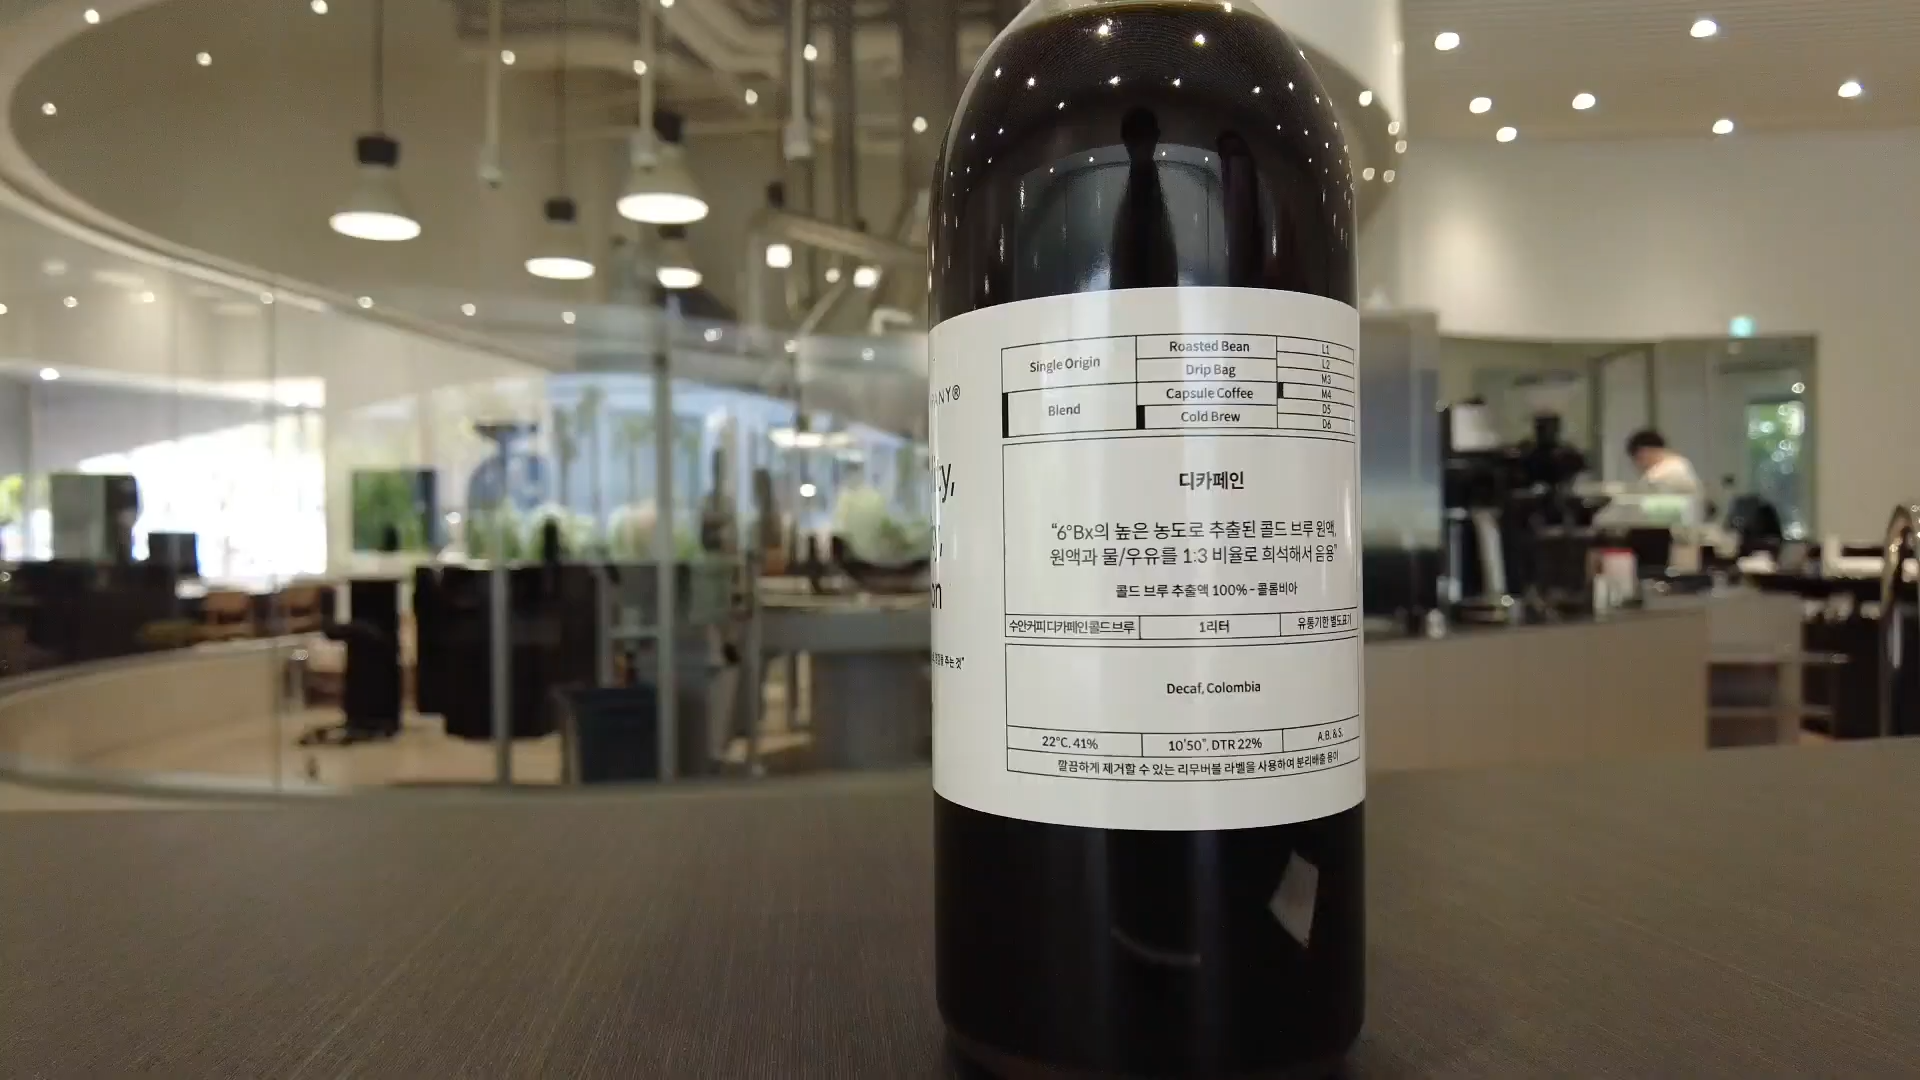 PANY®
ity,
on
주는 것"
Single Origin
Blend
Roasted Bean
Drip Bag
Capsule Coffee
Cold Brew
L1
L2
M3
M4
D5
D6
디카페인
"6°Bx의 높은 농도로 추출된 콜드 브루 원액,
원액과 물/우유를 1:3 비율로 희석해서 음용"
콜드 브루 추출액 100% - 콜롬비아
수안커피 디카페인 콜드 브루
1리터
유통기한 별도표기
Decaf, Colombia
22°C, 41%
10'50", DTR 22%
A.B. & S.
깔끔하게 제거할 수 있는 리무버블 라벨을 사용하여 분리배출 용이